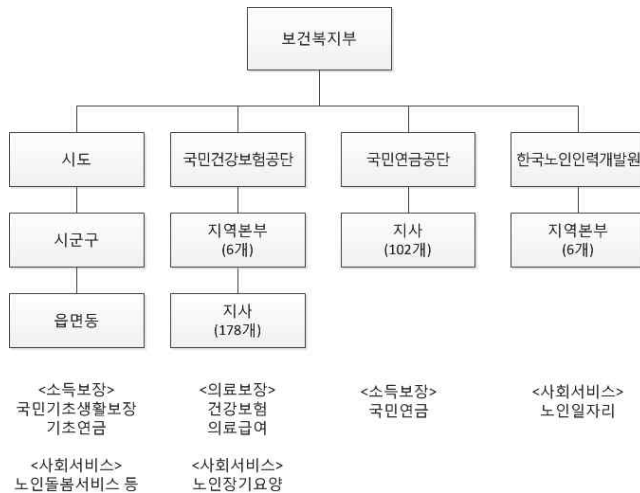 보건복지부
시도
국민건강보험공단
국민연금공단
한국노인인력개발원
시군구
지역본부
(6개)
지사
(102개)
지역본부
(6개)
읍면동
지사
(178개)
<소득보장>
국민기초생활보장
기초연금
<사회서비스>
노인돌봄서비스 등
<의료보장>
건강보험
의료급여
<사회서비스>
노인장기요양
<소득보장>
국민연금
<사회서비스>
노인일자리